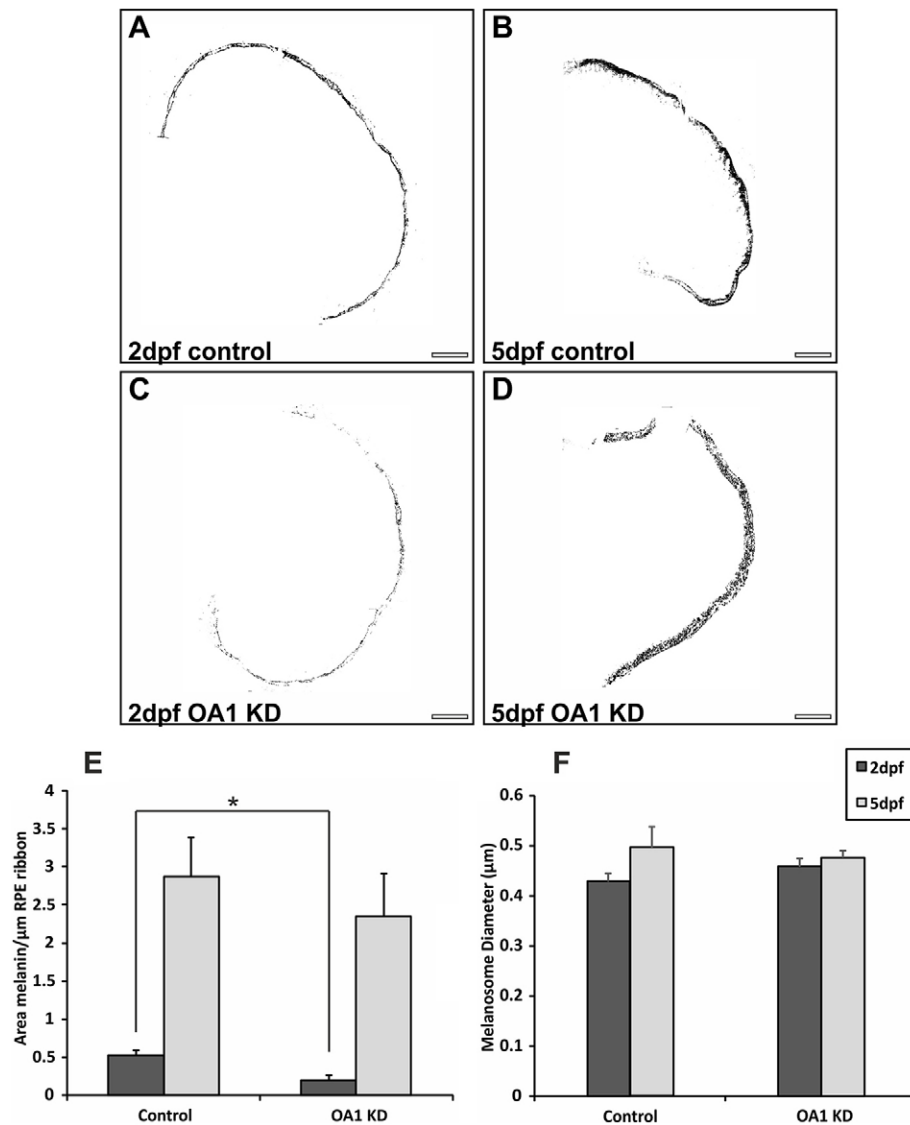 A
2dpf control
B
5dpf control
C
2dpf OA1 KD
D
5dpf OA1 KD
E
Area melanin/µm RPE ribbon
4
3.5
3
2.5
2
1.5
1
0.5
0
*
Control
OA1 KD
F
2dpf
5dpf
Melanosome Diameter (µm)
0.6
0.5
0.4
0.3
0.2
0.1
0
Control
OA1 KD